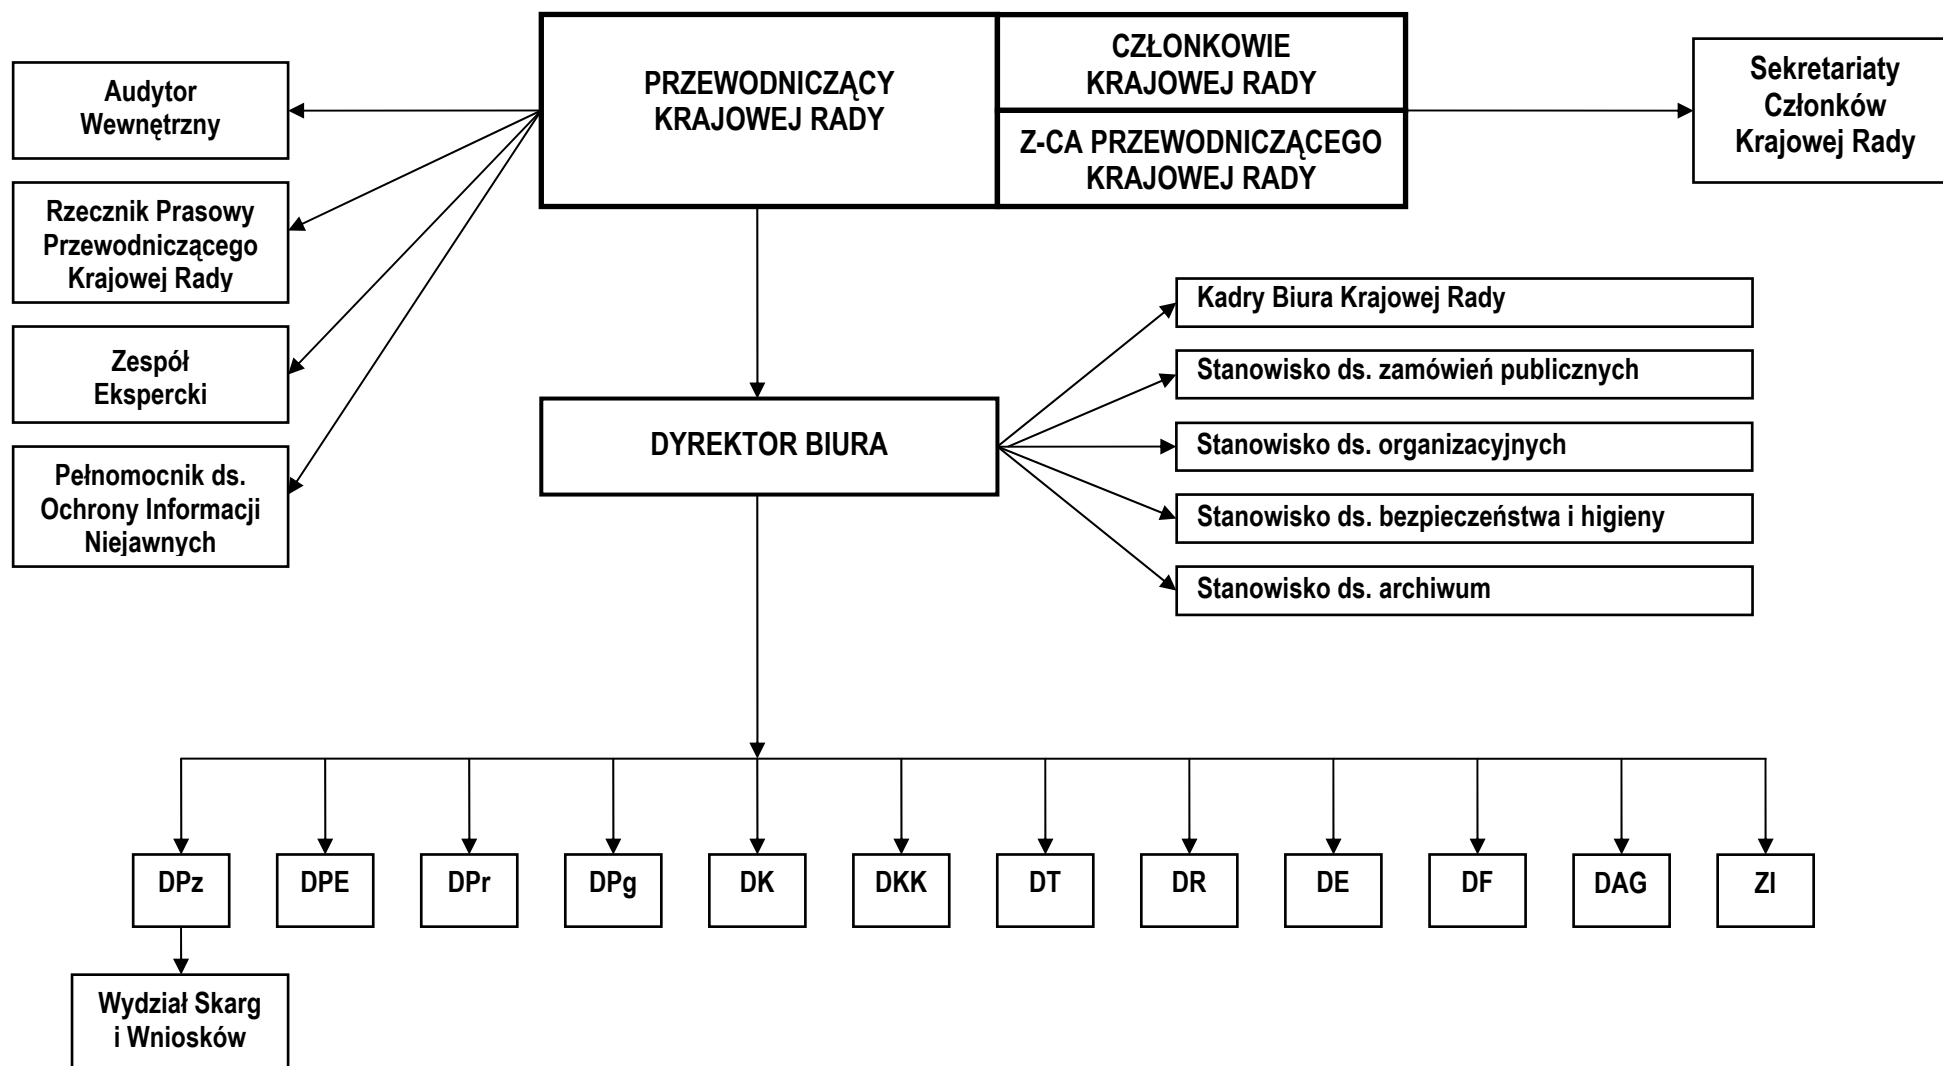 PRZEWODNICZĄCY
KRAJOWEJ RADY
CZŁONKOWIE
KRAJOWEJ RADY
Z-CA PRZEWODNICZĄCEGO
KRAJOWEJ RADY
Sekretariaty
Członków
Krajowej Rady
Audytor
Wewnętrzny
Rzecznik Prasowy
Przewodniczącego
Krajowej Rady
Zespół
Ekspercki
Pełnomocnik ds.
Ochrony Informacji
Niejawnych
DYREKTOR BIURA
Kadry Biura Krajowej Rady
Stanowisko ds. zamówień publicznych
Stanowisko ds. organizacyjnych
Stanowisko ds. bezpieczeństwa i higieny
Stanowisko ds. archiwum
DPz
DPE
DPr
DPg
DK
DKK
DT
DR
DE
DF
DAG
ZI
Wydział Skarg
i Wniosków